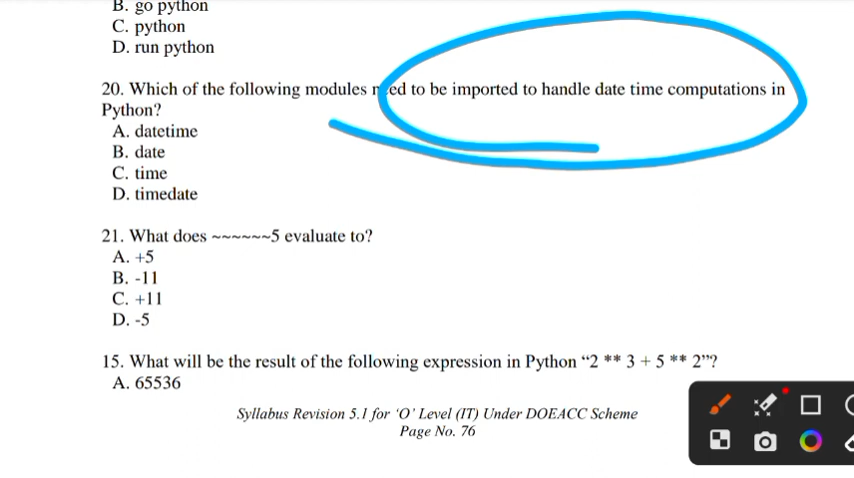 B. go python
C. python
D. run python
20. Which of the following modules need to be imported to handle date time computations in
Python?
A. datetime
B. date
C. time
D. timedate
21. What does ~~~~~~5 evaluate to?
A. +5
B. -11
C. +11
D. -5
15. What will be the result of the following expression in Python “2 ** 3 + 5 ** 2”?
A. 65536
Syllabus Revision 5.1 for ‘O’ Level (IT) Under DOEACC Scheme
Page No. 76